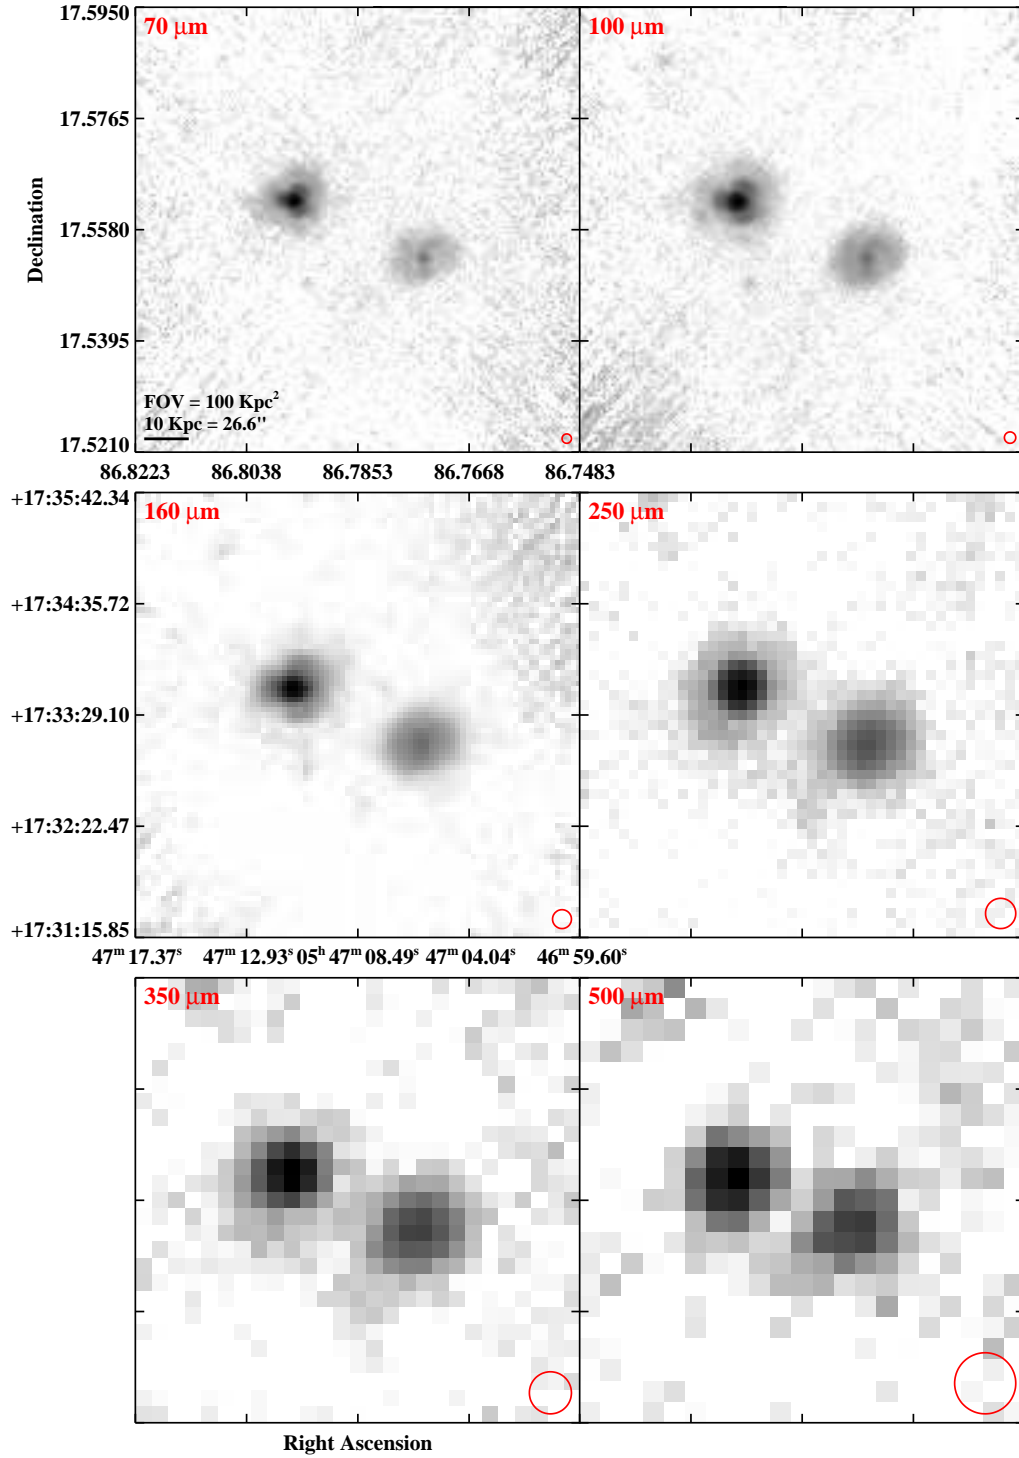 17.5950
70 μm
100 μm
17.5765
17.5580
Declination
17.5395
FOV = 100 Kpc²
10 Kpc = 26.6"
17.5210
86.8223 86.8038 86.7853 86.7668 86.7483
+17:35:42.34
160 μm
250 μm
+17:34:35.72
+17:33:29.10
+17:32:22.47
+17:31:15.85
47ᵐ 17.37ˢ 47ᵐ 12.93ˢ 05ʰ 47ᵐ 08.49ˢ 47ᵐ 04.04ˢ 46ᵐ 59.60ˢ
350 μm
500 μm
Right Ascension